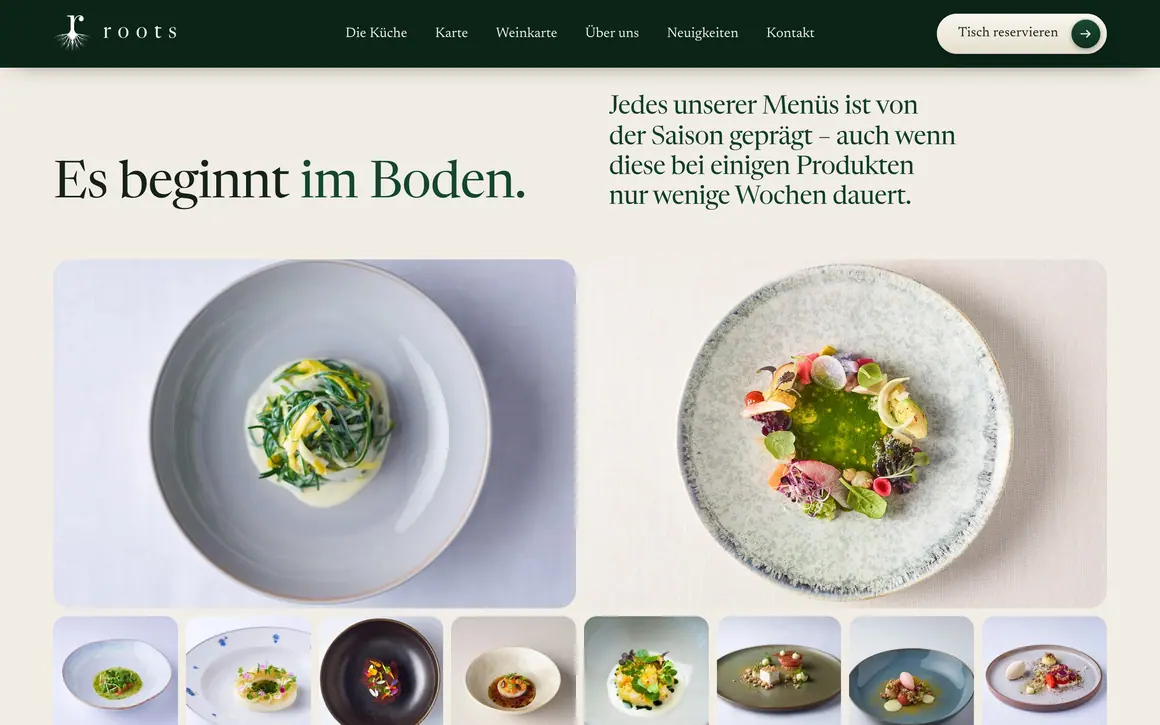 r roots
Die Küche Karte Weinkarte Über uns Neuigkeiten Kontakt
Tisch reservieren
Es beginnt im Boden.
Jedes unserer Menüs ist von
der Saison geprägt – auch wenn
diese bei einigen Produkten
nur wenige Wochen dauert.